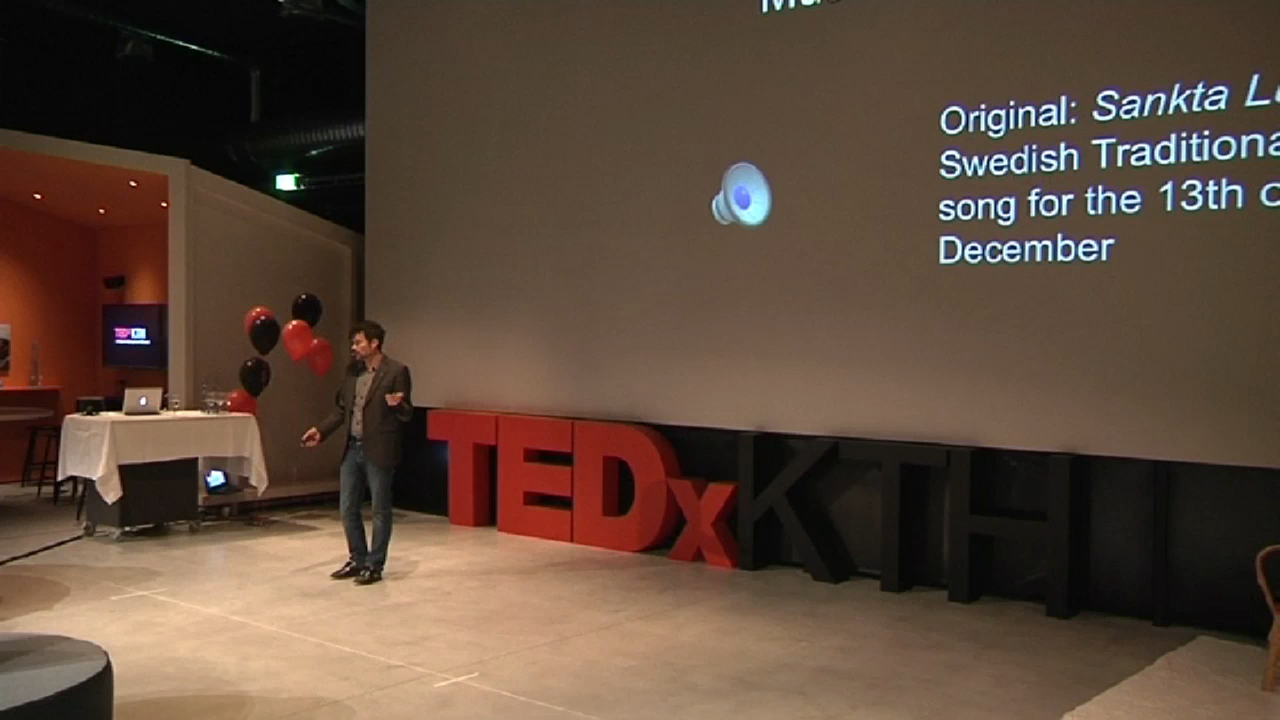 Original: Sankta
Swedish Traditiona
song for the 13th
December
TEDxKTH